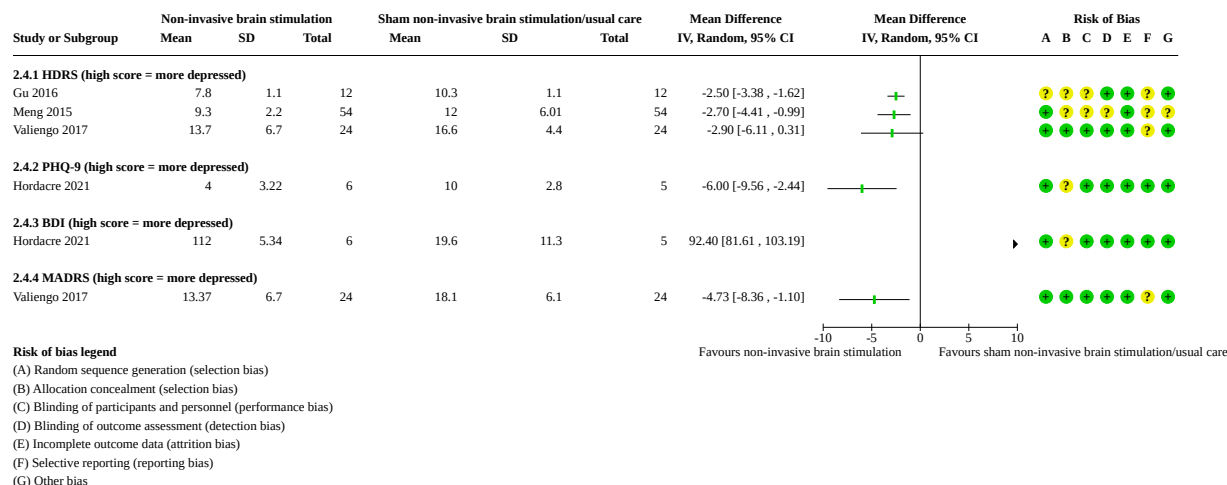 Non-invasive brain stimulation Sham non-invasive brain stimulation/usual care Mean Difference Mean Difference Risk of Bias
Study or Subgroup Mean SD Total Mean SD Total IV, Random, 95% CI IV, Random, 95% CI A B C D E F G
2.4.1 HDRS (high score = more depressed)
Gu 2016 7.8 1.1 12 10.3 1.1 12 -2.50 [-3.38 , -1.62] ? ? ? + + ? +
Meng 2015 9.3 2.2 54 12 6.01 54 -2.70 [-4.41 , -0.99] + ? ? ? + ? ?
Valiengo 2017 13.7 6.7 24 16.6 4.4 24 -2.90 [-6.11 , 0.31] + + + + + ? +
2.4.2 PHQ-9 (high score = more depressed)
Hordacre 2021 4 3.22 6 10 2.8 5 -6.00 [-9.56 , -2.44] + ? + + + + +
2.4.3 BDI (high score = more depressed)
Hordacre 2021 112 5.34 6 19.6 11.3 5 92.40 [81.61 , 103.19] + ? + + + + +
2.4.4 MADRS (high score = more depressed)
Valiengo 2017 13.37 6.7 24 18.1 6.1 24 -4.73 [-8.36 , -1.10] + + + + + ? +
-10 -5 0 5 10
Risk of bias legend Favours non-invasive brain stimulation Favours sham non-invasive brain stimulation/usual care
(A) Random sequence generation (selection bias)
(B) Allocation concealment (selection bias)
(C) Blinding of participants and personnel (performance bias)
(D) Blinding of outcome assessment (detection bias)
(E) Incomplete outcome data (attrition bias)
(F) Selective reporting (reporting bias)
(G) Other bias